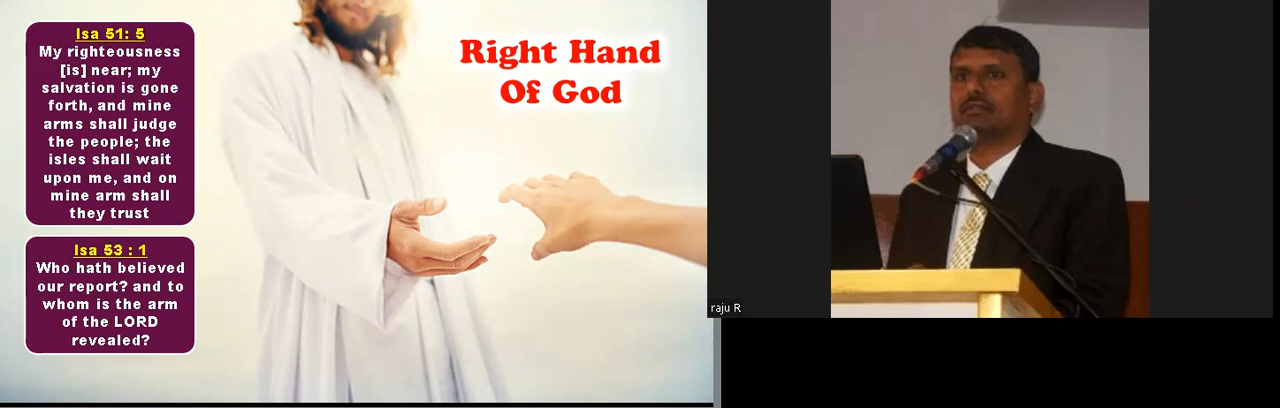 Isa 51: 5
My righteousness
[is] near; my
salvation is gone
forth, and mine
arms shall judge
the people; the
isles shall wait
upon me, and on
mine arm shall
they trust
Isa 53 : 1
Who hath believed
our report? and to
whom is the arm
of the LORD
revealed?
Right Hand
Of God
raju R